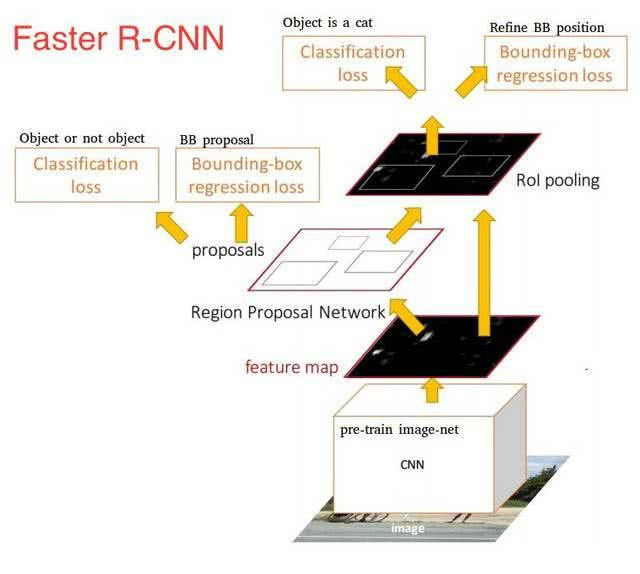 Faster R-CNN
Object is a cat
Classification
loss
Refine BB position
Bounding-box
regression loss
Object or not object
Classification
loss
BB proposal
Bounding-box
regression loss
RoI pooling
proposals
Region Proposal Network
feature map
pre-train image-net
CNN
image